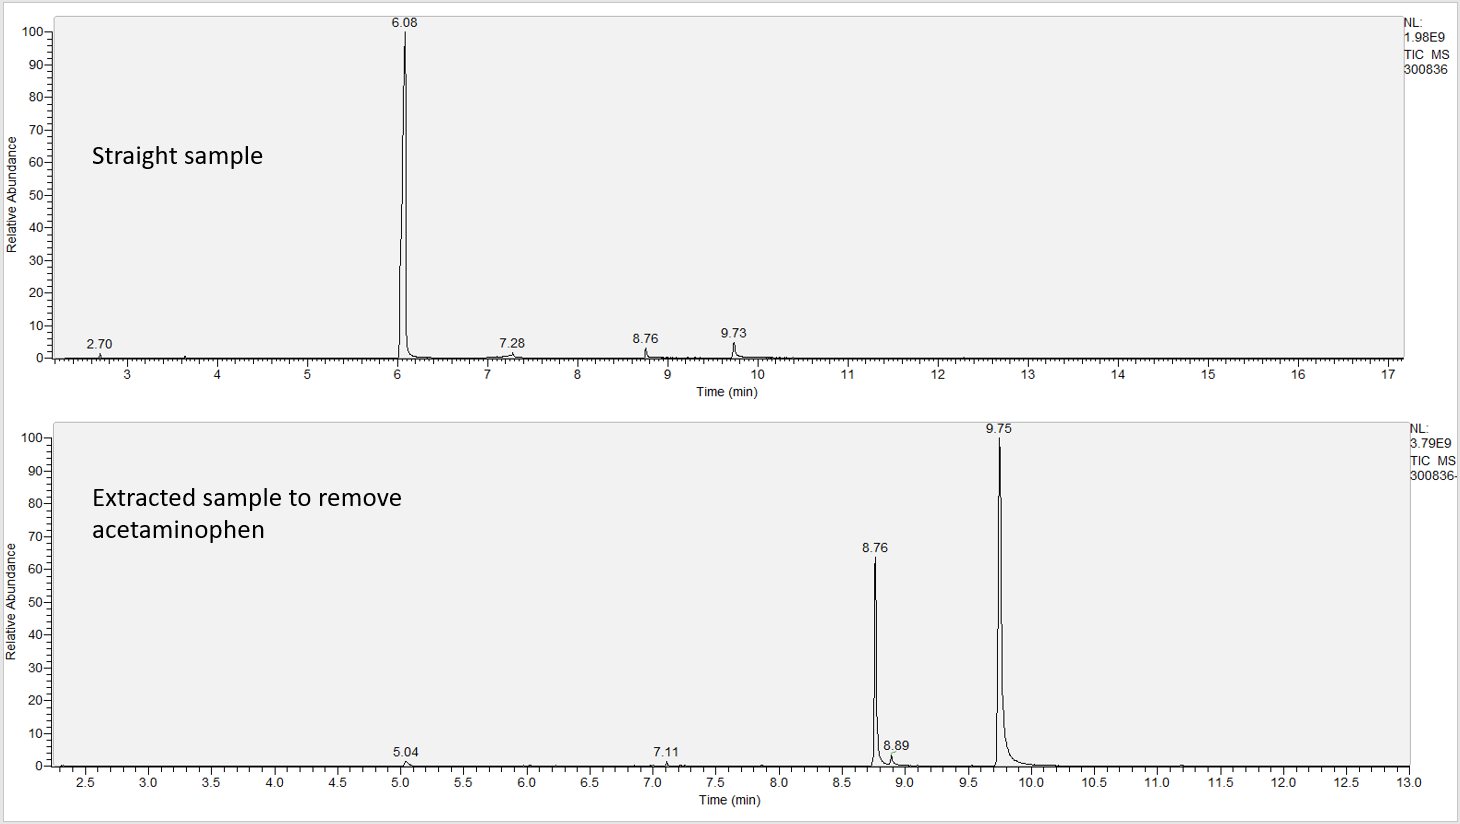 6.08
NL:
1.98E9
TIC MS
300836
100
90
80
70
60
50
40
30
20
10
0
Relative Abundance
Straight sample
2.70
7.28
8.76
9.73
3 4 5 6 7 8 9 10 11 12 13 14 15 16 17
Time (min)
9.75
NL:
3.79E9
TIC MS
300836-
100
90
80
70
60
50
40
30
20
10
0
Relative Abundance
Extracted sample to remove
acetaminophen
8.76
5.04
7.11
8.89
2.5 3.0 3.5 4.0 4.5 5.0 5.5 6.0 6.5 7.0 7.5 8.0 8.5 9.0 9.5 10.0 10.5 11.0 11.5 12.0 12.5 13.0
Time (min)